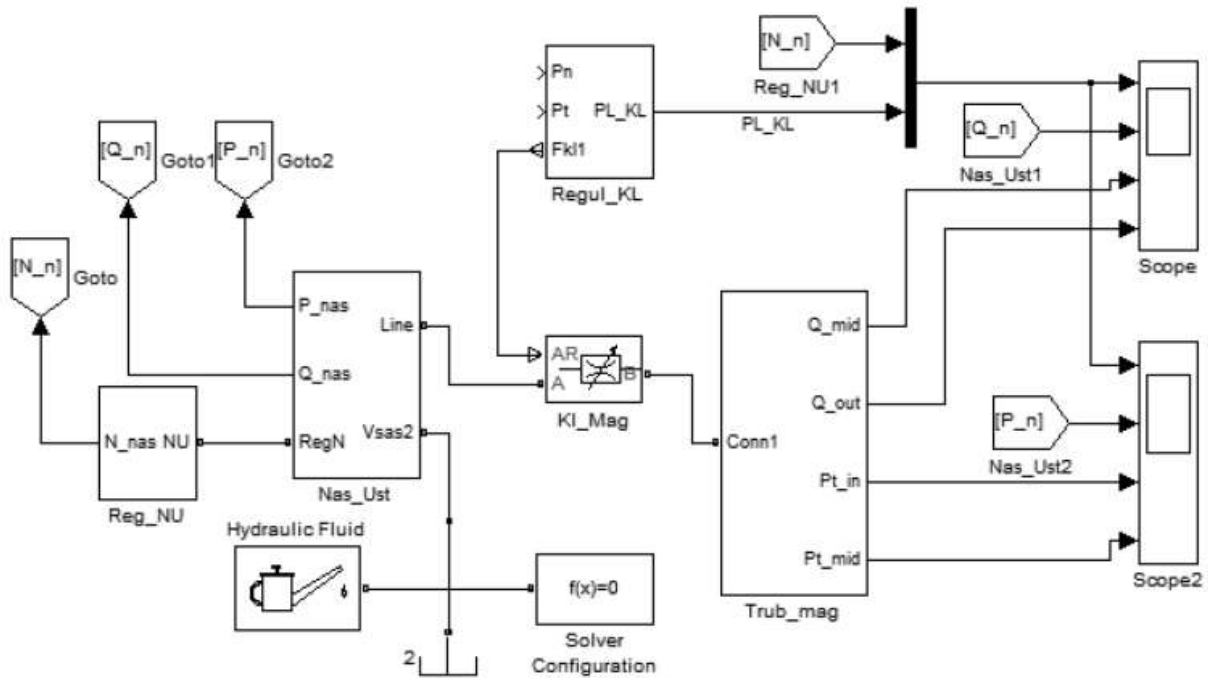 [N_n]
Reg_NU1
Pn
Pt
PL_KL
Fkl1
Regul_KL
PL_KL
[Q_n]
Nas_Ust1
Scope
[Q_n]
Goto1
[P_n]
Goto2
[N_n]
Goto
P_nas
Line
Q_nas
RegN
Vsas2
Nas_Ust
N_nas NU
Reg_NU
AR
A
B
KI_Mag
Q_mid
Q_out
Conn1
Pt_in
Pt_mid
Trub_mag
[P_n]
Nas_Ust2
Scope2
Hydraulic Fluid
f(x)=0
Solver
Configuration
2